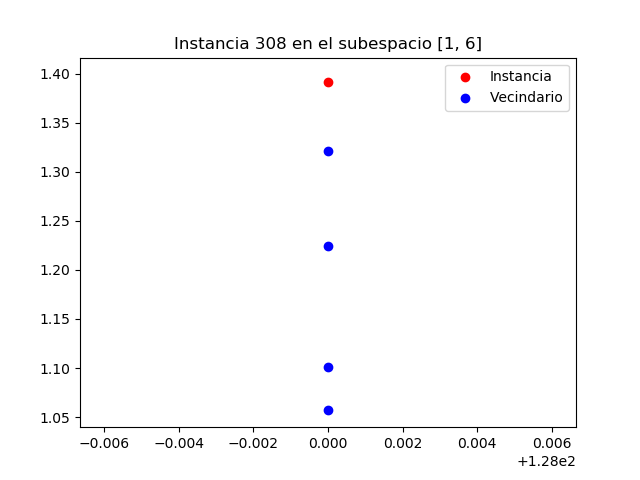 Instancia 308 en el subespacio [1, 6]
Instancia
Vecindario
1.40
1.35
1.30
1.25
1.20
1.15
1.10
1.05
−0.006 −0.004 −0.002 0.000 0.002 0.004 0.006
+1.28e2